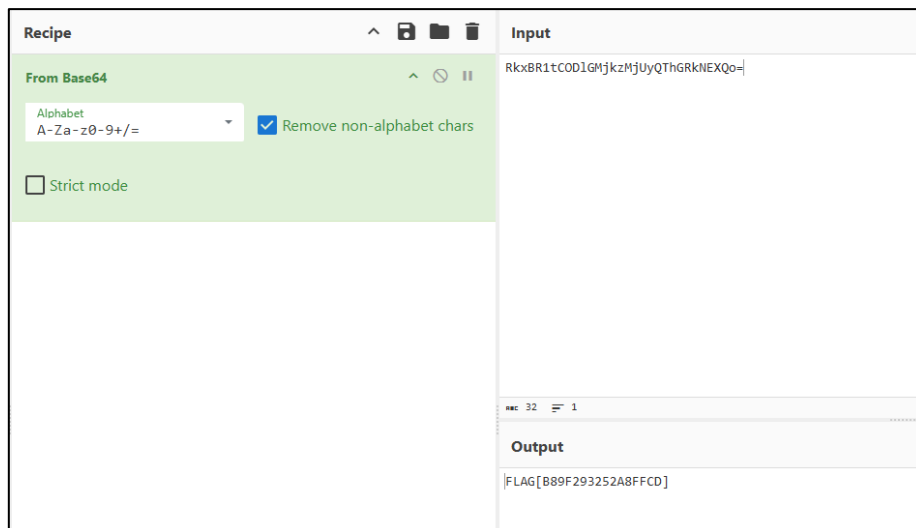 Recipe
Input
From Base64
RkxBR1tCODlGMjkzMjUyQThGRkNEXQo=
Alphabet
A-Za-z0-9+/=
Remove non-alphabet chars
Strict mode
ABC 32 1
Output
FLAG[B89F293252A8FFCD]